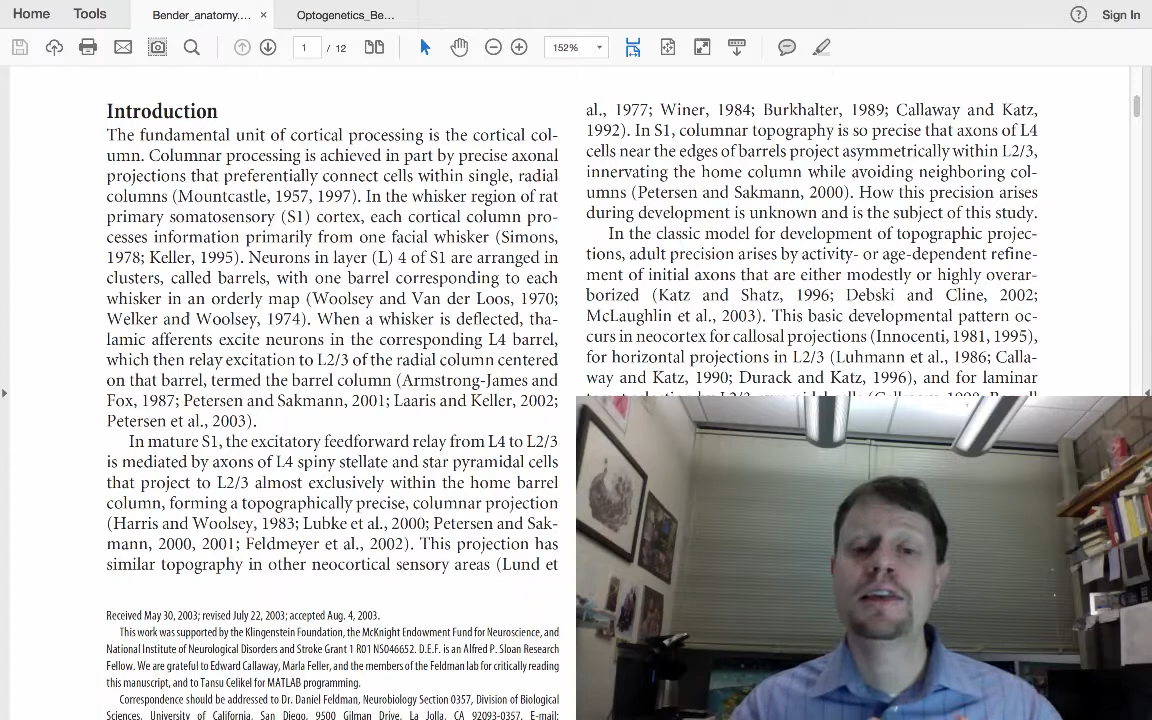 Home Tools Bender_anatomy.... × Optogenetics_Be... ? Sign In
1 / 12 152%
Introduction
The fundamental unit of cortical processing is the cortical col-
umn. Columnar processing is achieved in part by precise axonal
projections that preferentially connect cells within single, radial
columns (Mountcastle, 1957, 1997). In the whisker region of rat
primary somatosensory (S1) cortex, each cortical column pro-
cesses information primarily from one facial whisker (Simons,
1978; Keller, 1995). Neurons in layer (L) 4 of S1 are arranged in
clusters, called barrels, with one barrel corresponding to each
whisker in an orderly map (Woolsey and Van der Loos, 1970;
Welker and Woolsey, 1974). When a whisker is deflected, tha-
lamic afferents excite neurons in the corresponding L4 barrel,
which then relay excitation to L2/3 of the radial column centered
on that barrel, termed the barrel column (Armstrong-James and
Fox, 1987; Petersen and Sakmann, 2001; Laaris and Keller, 2002;
Petersen et al., 2003).
In mature S1, the excitatory feedforward relay from L4 to L2/3
is mediated by axons of L4 spiny stellate and star pyramidal cells
that project to L2/3 almost exclusively within the home barrel
column, forming a topographically precise, columnar projection
(Harris and Woolsey, 1983; Lubke et al., 2000; Petersen and Sak-
mann, 2000, 2001; Feldmeyer et al., 2002). This projection has
similar topography in other neocortical sensory areas (Lund et
Received May 30, 2003; revised July 22, 2003; accepted Aug. 4, 2003.
This work was supported by the Klingenstein Foundation, the McKnight Endowment Fund for Neuroscience, and
National Institute of Neurological Disorders and Stroke Grant 1 R01 NS046652. D.E.F. is an Alfred P. Sloan Research
Fellow. We are grateful to Edward Callaway, Marla Feller, and the members of the Feldman lab for critically reading
this manuscript, and to Tansu Celikel for MATLAB programming.
Correspondence should be addressed to Dr. Daniel Feldman, Neurobiology Section 0357, Division of Biological
Sciences, University of California, San Diego, 9500 Gilman Drive, La Jolla, CA 92093-0357. E-mail:
al., 1977; Winer, 1984; Burkhalter, 1989; Callaway and Katz,
1992). In S1, columnar topography is so precise that axons of L4
cells near the edges of barrels project asymmetrically within L2/3,
innervating the home column while avoiding neighboring col-
umns (Petersen and Sakmann, 2000). How this precision arises
during development is unknown and is the subject of this study.
In the classic model for development of topographic projec-
tions, adult precision arises by activity- or age-dependent refine-
ment of initial axons that are either modestly or highly overar-
borized (Katz and Shatz, 1996; Debski and Cline, 2002;
McLaughlin et al., 2003). This basic developmental pattern oc-
curs in neocortex for callosal projections (Innocenti, 1981, 1995),
for horizontal projections in L2/3 (Luhmann et al., 1986; Calla-
way and Katz, 1990; Durack and Katz, 1996), and for laminar